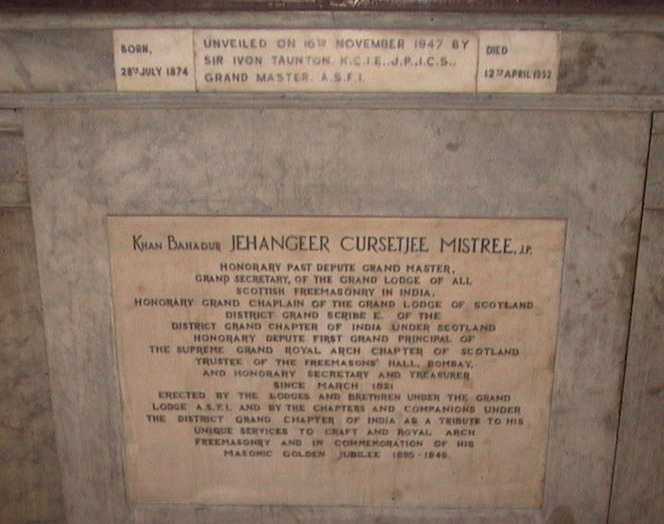 BORN,
28TH JULY 1874
UNVEILED ON 16TH NOVEMBER 1947 BY
SIR IVON TAUNTON, K.C.I.E., J.P., I.C.S.,
GRAND MASTER. A.S.F.I.
DIED
12TH APRIL 1952
KHAN BAHADUR JEHANGEER CURSETJEE MISTREE, J.P.
HONORARY PAST DEPUTE GRAND MASTER,
GRAND SECRETARY, OF THE GRAND LODGE OF ALL
SCOTTISH FREEMASONRY IN INDIA.
HONORARY GRAND CHAPLAIN OF THE GRAND LODGE OF SCOTLAND
DISTRICT GRAND SCRIBE E. OF THE
DISTRICT GRAND CHAPTER OF INDIA UNDER SCOTLAND
HONORARY DEPUTE FIRST GRAND PRINCIPAL OF
THE SUPREME GRAND ROYAL ARCH CHAPTER OF SCOTLAND
TRUSTEE OF THE FREEMASONS' HALL, BOMBAY,
AND HONORARY SECRETARY AND TREASURER
SINCE MARCH 1921
ERECTED BY THE LODGES AND BRETHREN UNDER THE GRAND
LODGE A.S.F.I. AND BY THE CHAPTERS AND COMPANIONS UNDER
THE DISTRICT GRAND CHAPTER OF INDIA AS A TRIBUTE TO HIS
UNIQUE SERVICES TO CRAFT AND ROYAL ARCH
FREEMASONRY AND IN COMMEMORATION OF HIS
MASONIC GOLDEN JUBILEE 1895-1946.